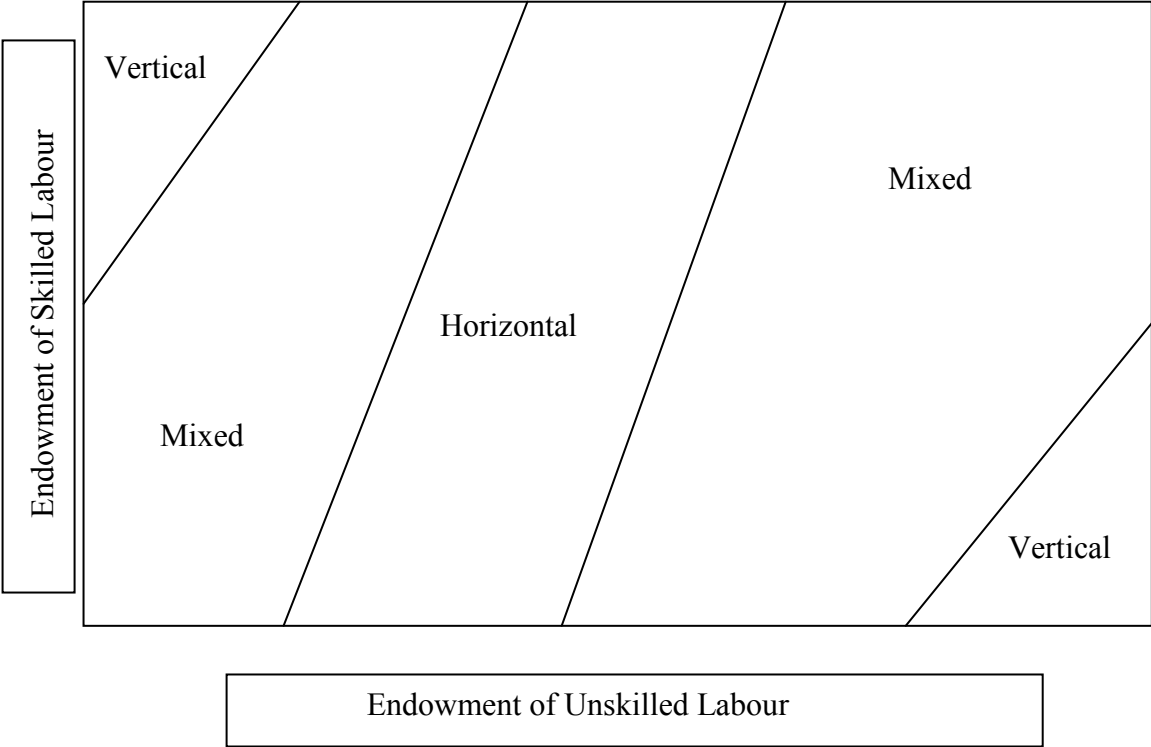 Vertical
Mixed
Endowment of Skilled Labour
Horizontal
Mixed
Vertical
Endowment of Unskilled Labour